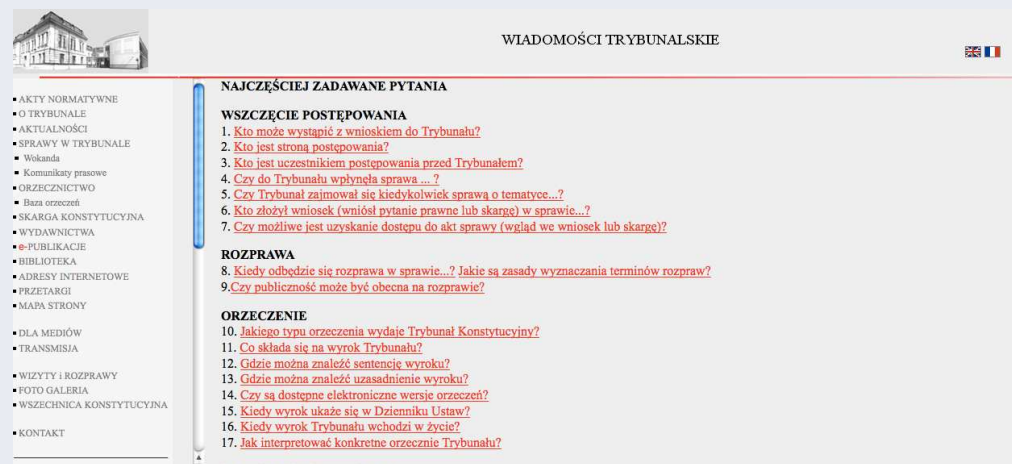 WIADOMOŚCI TRYBUNALSKIE
AKTY NORMATYWNE
O TRYBUNALE
AKTUALNOŚCI
SPRAWY W TRYBUNALE
Wokanda
Komunikaty prasowe
ORZECZNICTWO
Baza orzeczeń
SKARGA KONSTYTUCYJNA
WYDAWNICTWA
e-PUBLIKACJE
BIBLIOTEKA
ADRESY INTERNETOWE
PRZETARGI
MAPA STRONY
DLA MEDIÓW
TRANSMISJA
WIZYTY i ROZPRAWY
FOTO GALERIA
WSZECHNICA KONSTYTUCYJNA
KONTAKT
NAJCZĘŚCIEJ ZADAWANE PYTANIA
WSZCZĘCIE POSTĘPOWANIA
1. Kto może wystąpić z wnioskiem do Trybunału?
2. Kto jest stroną postępowania?
3. Kto jest uczestnikiem postępowania przed Trybunałem?
4. Czy do Trybunału wpłynęła sprawa ... ?
5. Czy Trybunał zajmował się kiedykolwiek sprawą o tematyce...?
6. Kto złożył wniosek (wniósł pytanie prawne lub skargę) w sprawie...?
7. Czy możliwe jest uzyskanie dostępu do akt sprawy (wgląd we wniosek lub skargę)?
ROZPRAWA
8. Kiedy odbędzie się rozprawa w sprawie...? Jakie są zasady wyznaczania terminów rozpraw?
9.Czy publiczność może być obecna na rozprawie?
ORZECZENIE
10. Jakiego typu orzeczenia wydaje Trybunał Konstytucyjny?
11. Co składa się na wyrok Trybunału?
12. Gdzie można znaleźć sentencję wyroku?
13. Gdzie można znaleźć uzasadnienie wyroku?
14. Czy są dostępne elektroniczne wersje orzeczeń?
15. Kiedy wyrok ukaże się w Dzienniku Ustaw?
16. Kiedy wyrok Trybunału wchodzi w życie?
17. Jak interpretować konkretne orzecznie Trybunału?